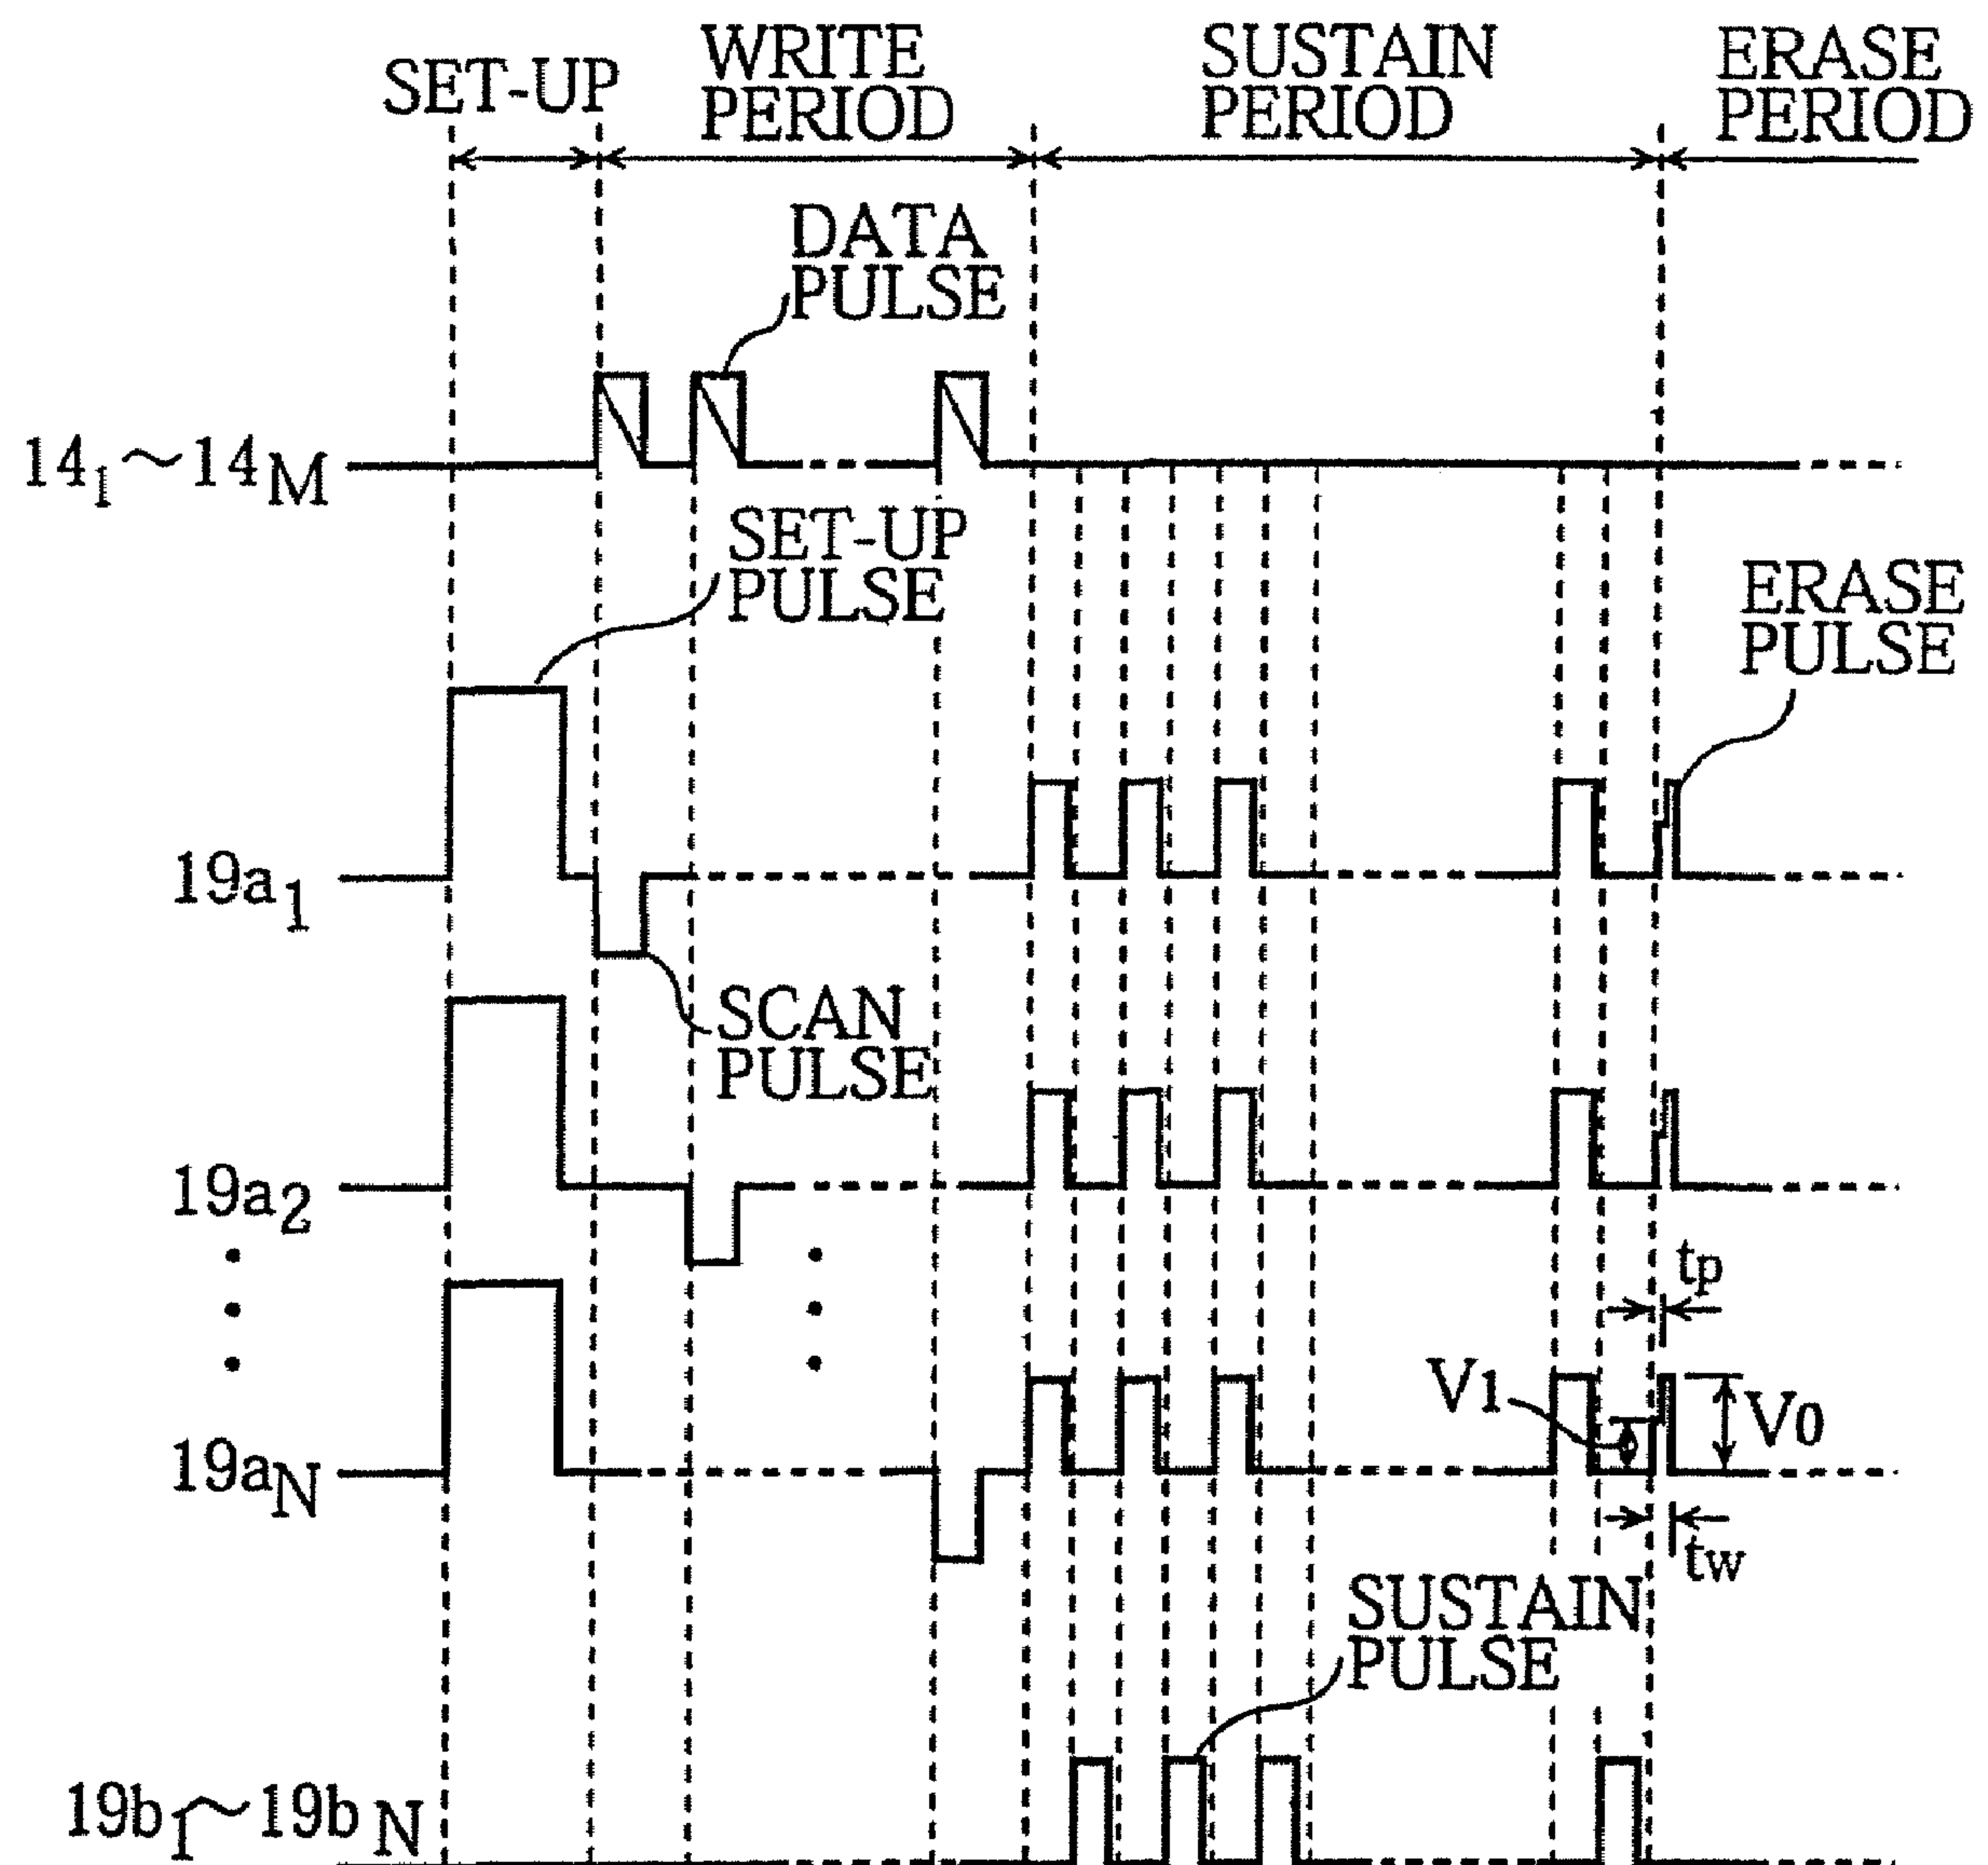 SET-UP
WRITE
PERIOD
SUSTAIN
PERIOD
ERASE
PERIOD
DATA
PULSE
14₁~14M
SET-UP
PULSE
ERASE
PULSE
19a₁
SCAN
PULSE
19a₂
tp
V1
V0
19aN
tw
SUSTAIN
PULSE
19b₁~19bN